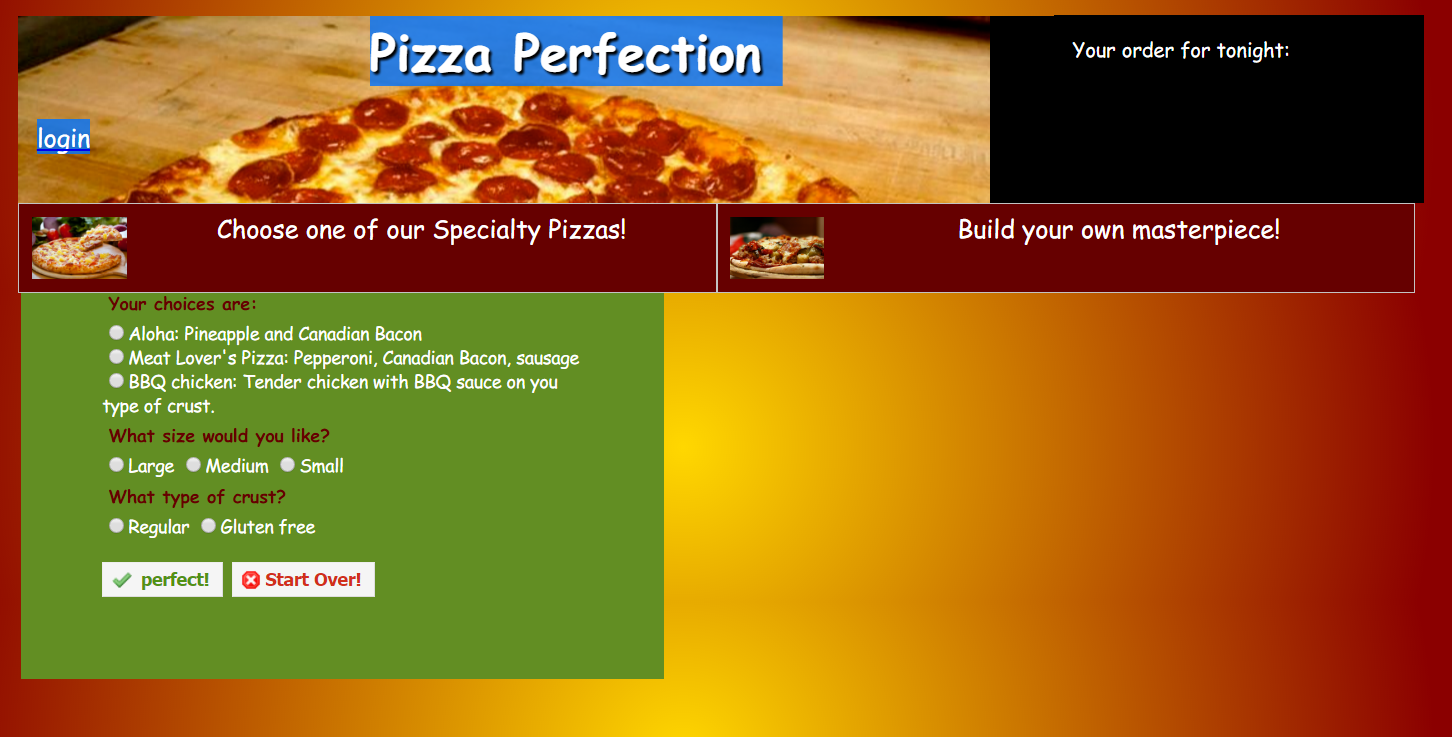 Pizza Perfection
Your order for tonight:
login
Choose one of our Specialty Pizzas!
Build your own masterpiece!
Your choices are:
Aloha: Pineapple and Canadian Bacon
Meat Lover's Pizza: Pepperoni, Canadian Bacon, sausage
BBQ chicken: Tender chicken with BBQ sauce on you
type of crust.
What size would you like?
Large Medium Small
What type of crust?
Regular Gluten free
perfect! Start Over!